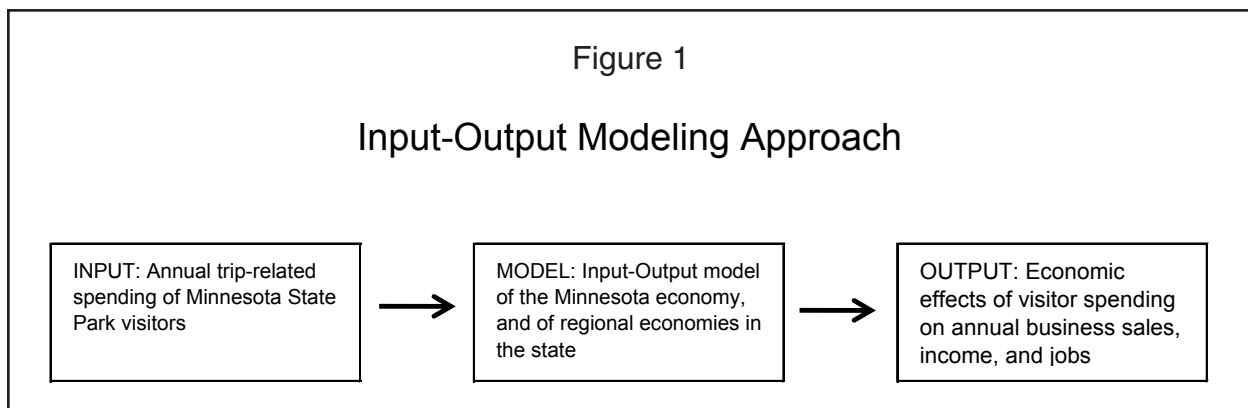 Figure 1
Input-Output Modeling Approach
INPUT: Annual trip-related
spending of Minnesota State
Park visitors
MODEL: Input-Output model
of the Minnesota economy,
and of regional economies in
the state
OUTPUT: Economic
effects of visitor spending
on annual business sales,
income, and jobs